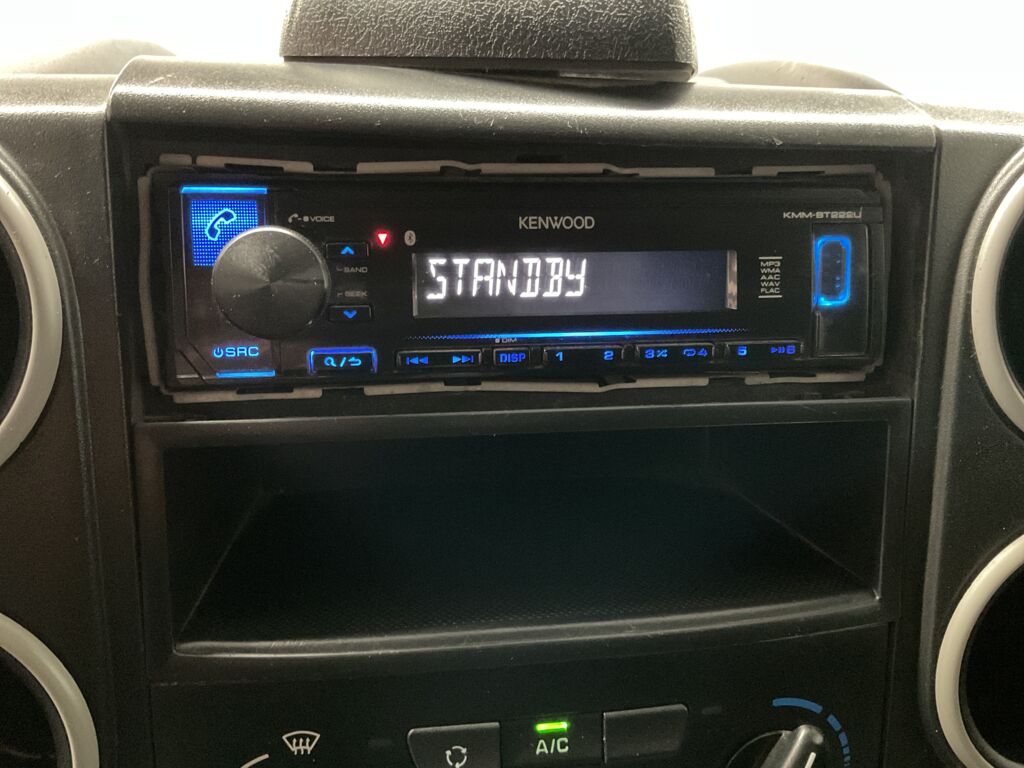 VOICE
KENWOOD
KMM-BT222U
BAND
SEEK
STANDBY
MP3
WMA
AAC
WAV
FLAC
SRC
DIM
DISP
1
2
3
4
5
6
A/C